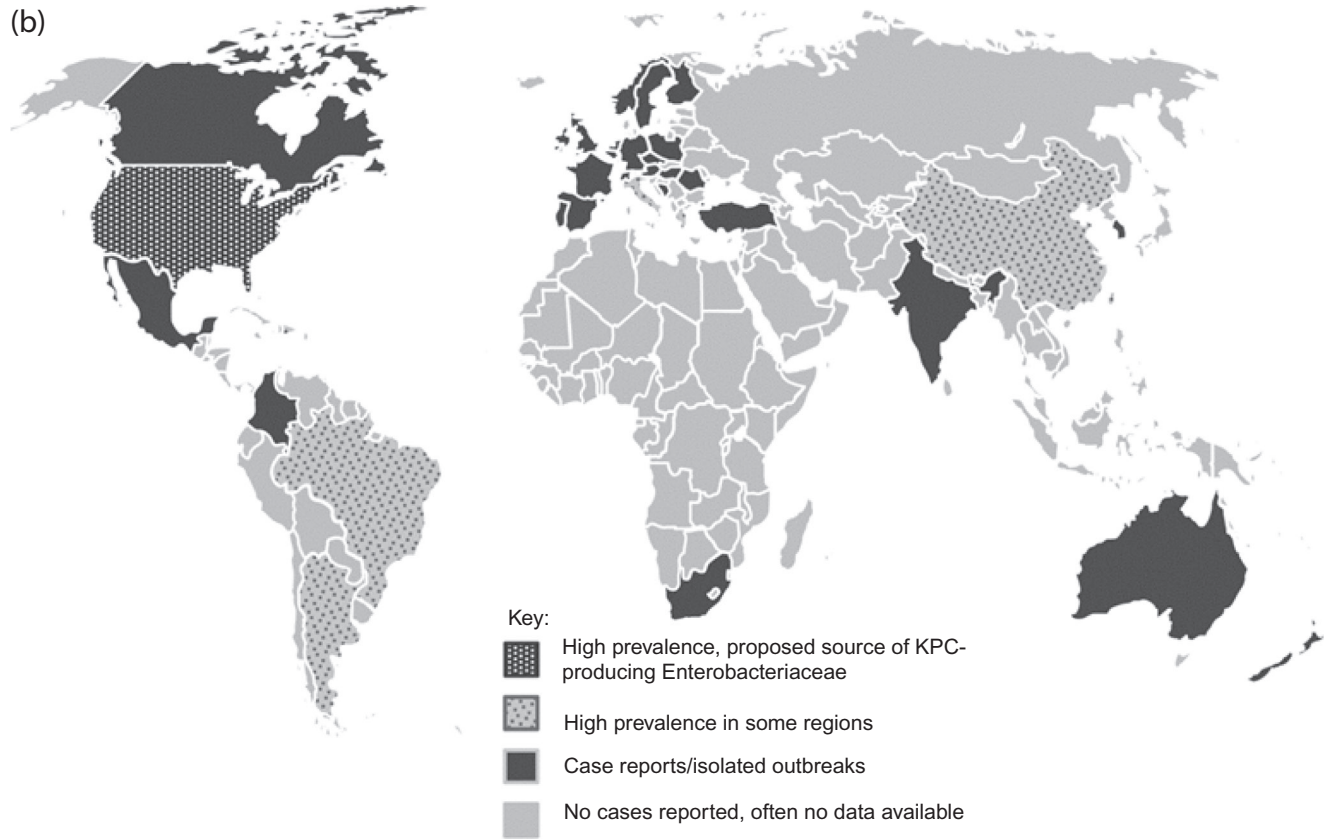 (b)
Key:
High prevalence, proposed source of KPC-
producing Enterobacteriaceae
High prevalence in some regions
Case reports/isolated outbreaks
No cases reported, often no data available